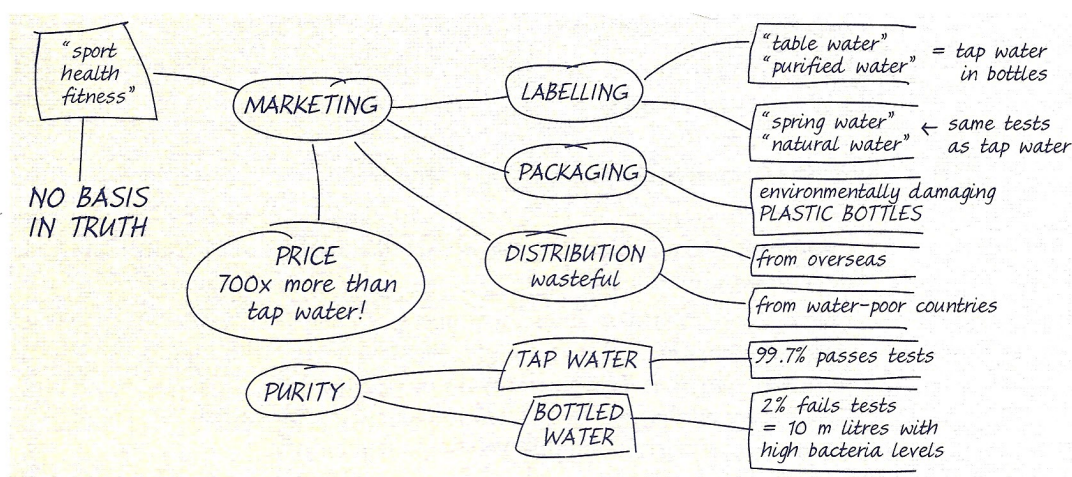 "sport
health
fitness"
NO BASIS
IN TRUTH
MARKETING
PRICE
700x more than
tap water!
LABELLING
"table water"
"purified water"
= tap water
in bottles
"spring water"
"natural water"
← same tests
as tap water
PACKAGING
environmentally damaging
PLASTIC BOTTLES
DISTRIBUTION
wasteful
from overseas
from water-poor countries
PURITY
TAP WATER
99.7% passes tests
BOTTLED
WATER
2% fails tests
= 10 m litres with
high bacteria levels